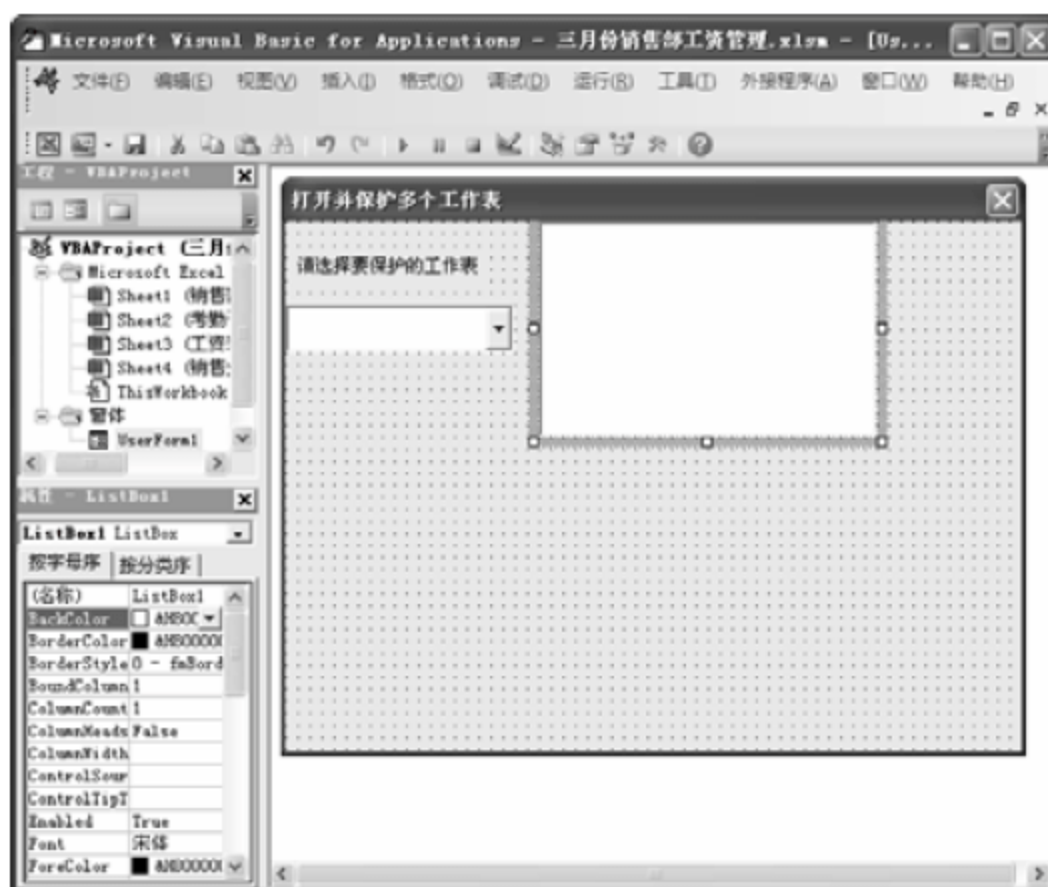 Microsoft Visual Basic for Applications - 三月份销售部工资管理.xlsm - [Us...
文件(F) 编辑(E) 视图(V) 插入(I) 格式(O) 调试(D) 运行(R) 工具(T) 外接程序(A) 窗口(W) 帮助(H)
工程 - VBAProject
VBAProject (三月
Microsoft Excel
Sheet1 (销售
Sheet2 (考勤
Sheet3 (工资
Sheet4 (销售
ThisWorkbook
窗体
UserForm1
属性 - ListBox1
ListBox1 ListBox
按字母序 按分类序
(名称) ListBox1
BackColor &H800
BorderColor &H80000
BorderStyle 0 - fmBord
BoundColumn 1
ColumnCount 1
ColumnHeads False
ColumnWidth
ControlSour
ControlTipT
Enabled True
Font 宋体
ForeColor &H80000
打开并保护多个工作表
请选择要保护的工作表